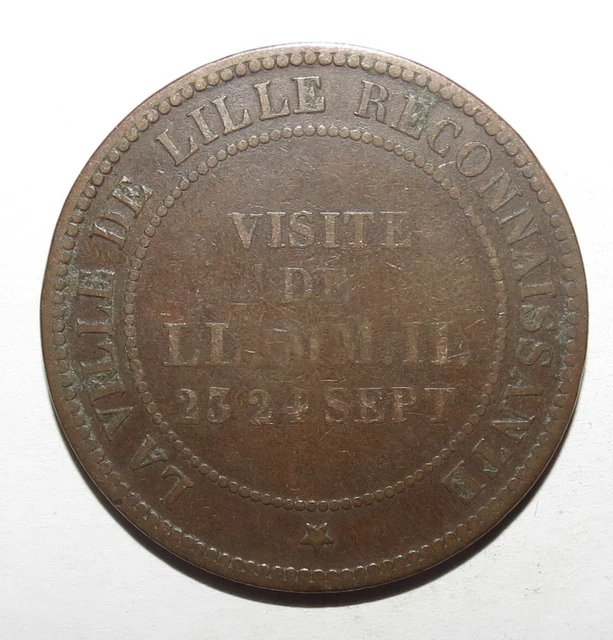 LA VILLE DE LILLE RECONNAISSANTE
VISITE
DE
LL. MM. II.
23 24 SEPT